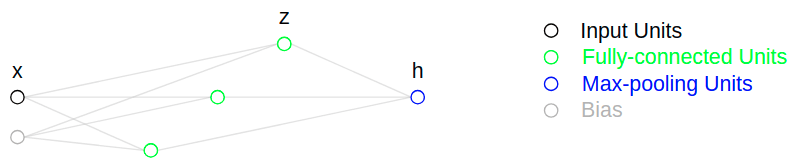 z
x
h
Input Units
Fully-connected Units
Max-pooling Units
Bias